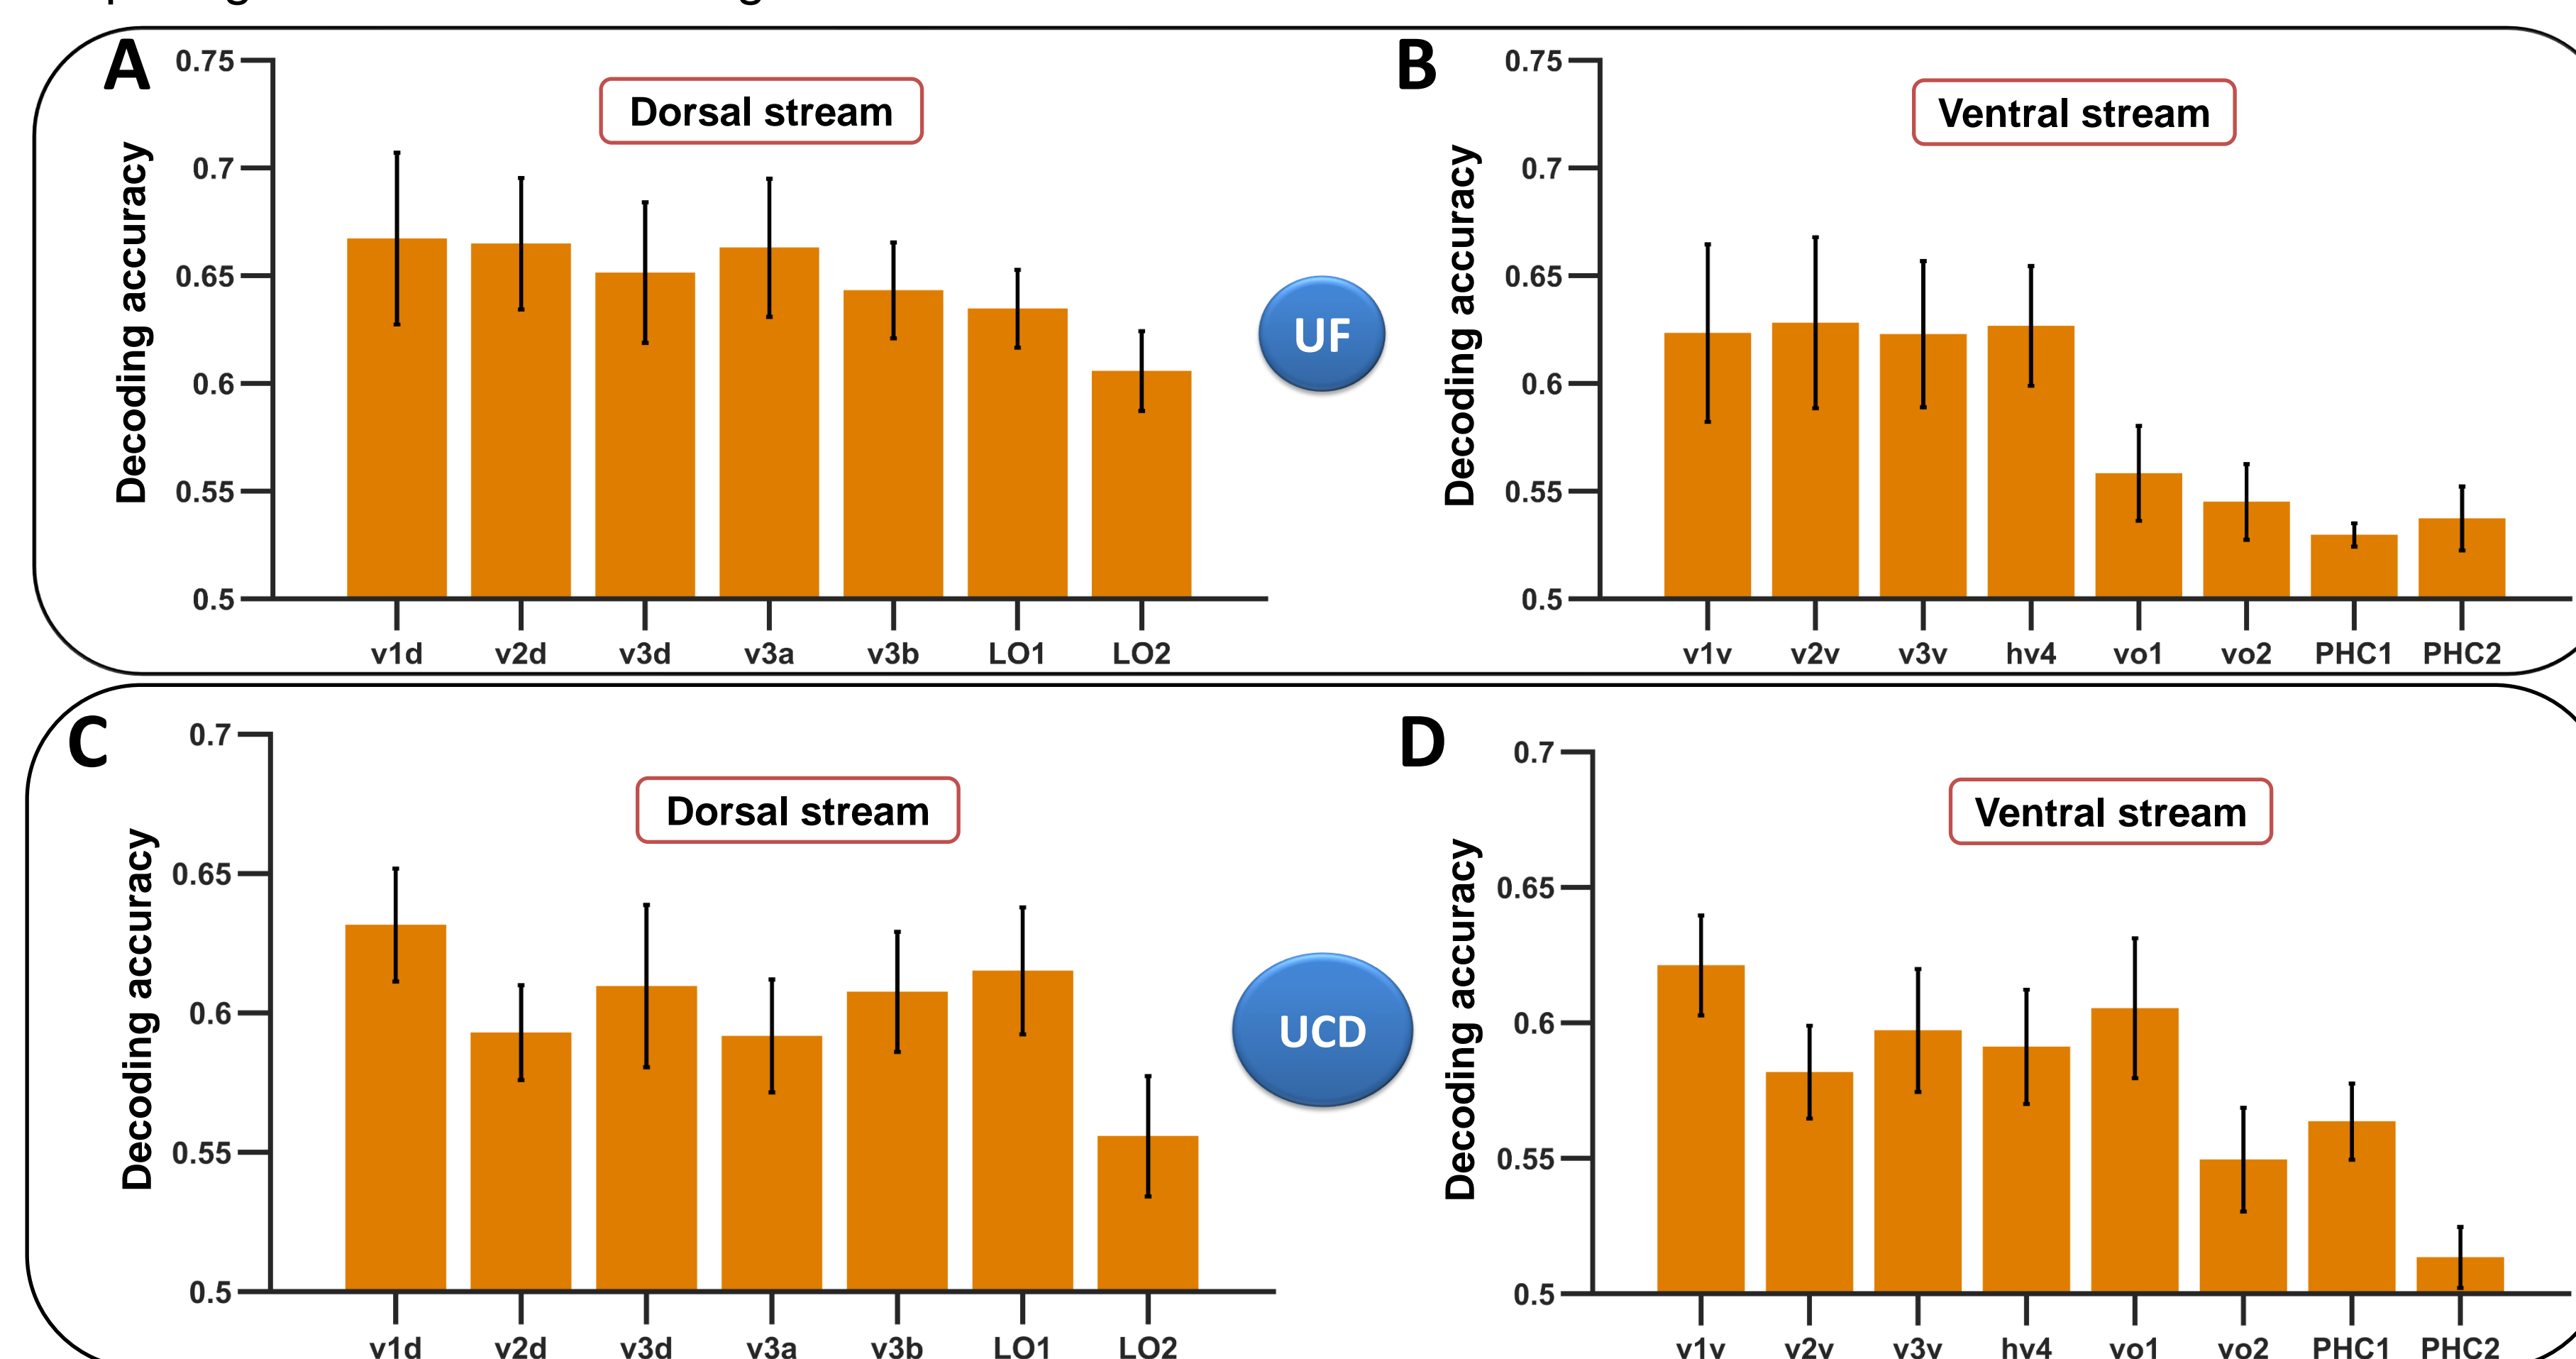 A
Dorsal stream
Decoding accuracy
0.75
0.7
0.65
0.6
0.55
0.5
v1d v2d v3d v3a v3b LO1 LO2
UF
B
Ventral stream
Decoding accuracy
0.75
0.7
0.65
0.6
0.55
0.5
v1v v2v v3v hv4 vo1 vo2 PHC1 PHC2
C
Dorsal stream
Decoding accuracy
0.7
0.65
0.6
0.55
0.5
v1d v2d v3d v3a v3b LO1 LO2
UCD
D
Ventral stream
Decoding accuracy
0.7
0.65
0.6
0.55
0.5
v1v v2v v3v hv4 vo1 vo2 PHC1 PHC2